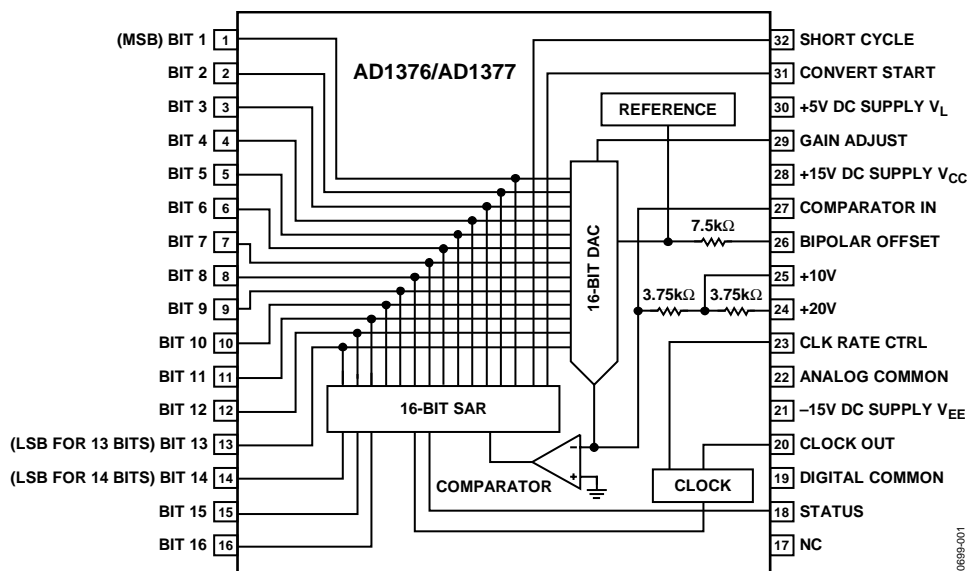 AD1376/AD1377
(MSB) BIT 1 1
BIT 2 2
BIT 3 3
BIT 4 4
BIT 5 5
BIT 6 6
BIT 7 7
BIT 8 8
BIT 9 9
BIT 10 10
BIT 11 11
BIT 12 12
(LSB FOR 13 BITS) BIT 13 13
(LSB FOR 14 BITS) BIT 14 14
BIT 15 15
BIT 16 16
REFERENCE
16-BIT DAC
7.5kΩ
3.75kΩ 3.75kΩ
16-BIT SAR
COMPARATOR
–
+
CLOCK
32 SHORT CYCLE
31 CONVERT START
30 +5V DC SUPPLY VL
29 GAIN ADJUST
28 +15V DC SUPPLY VCC
27 COMPARATOR IN
26 BIPOLAR OFFSET
25 +10V
24 +20V
23 CLK RATE CTRL
22 ANALOG COMMON
21 –15V DC SUPPLY VEE
20 CLOCK OUT
19 DIGITAL COMMON
18 STATUS
17 NC
0699-001